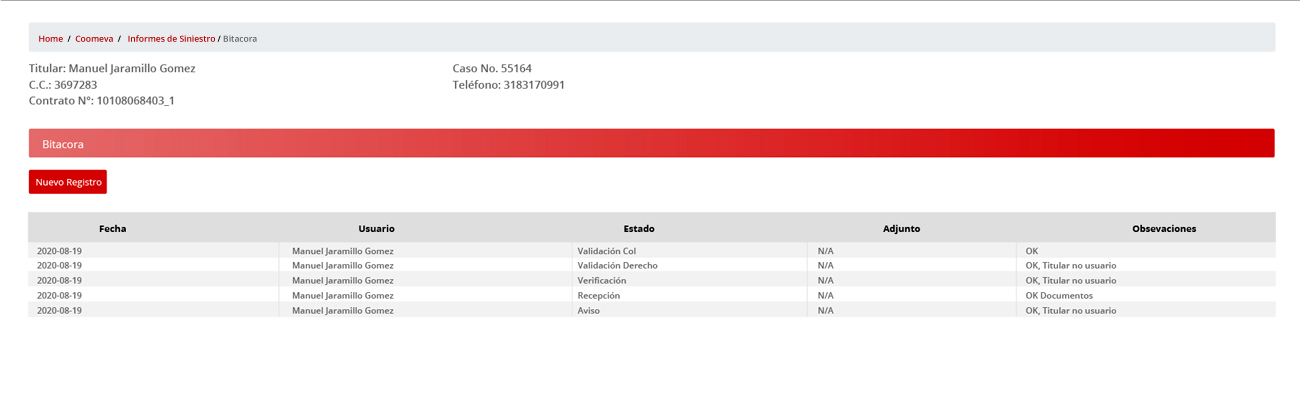 Home / Coomeva / Informes de Siniestro / Bitacora
Titular: Manuel Jaramillo Gomez
C.C.: 3697283
Contrato N°: 10108068403_1
Caso No. 55164
Teléfono: 3183170991
Bitacora
Nuevo Registro
Fecha Usuario Estado Adjunto Obsevaciones
2020-08-19 Manuel Jaramillo Gomez Validación Col N/A OK
2020-08-19 Manuel Jaramillo Gomez Validación Derecho N/A OK, Titular no usuario
2020-08-19 Manuel Jaramillo Gomez Verificación N/A OK, Titular no usuario
2020-08-19 Manuel Jaramillo Gomez Recepción N/A OK Documentos
2020-08-19 Manuel Jaramillo Gomez Aviso N/A OK, Titular no usuario